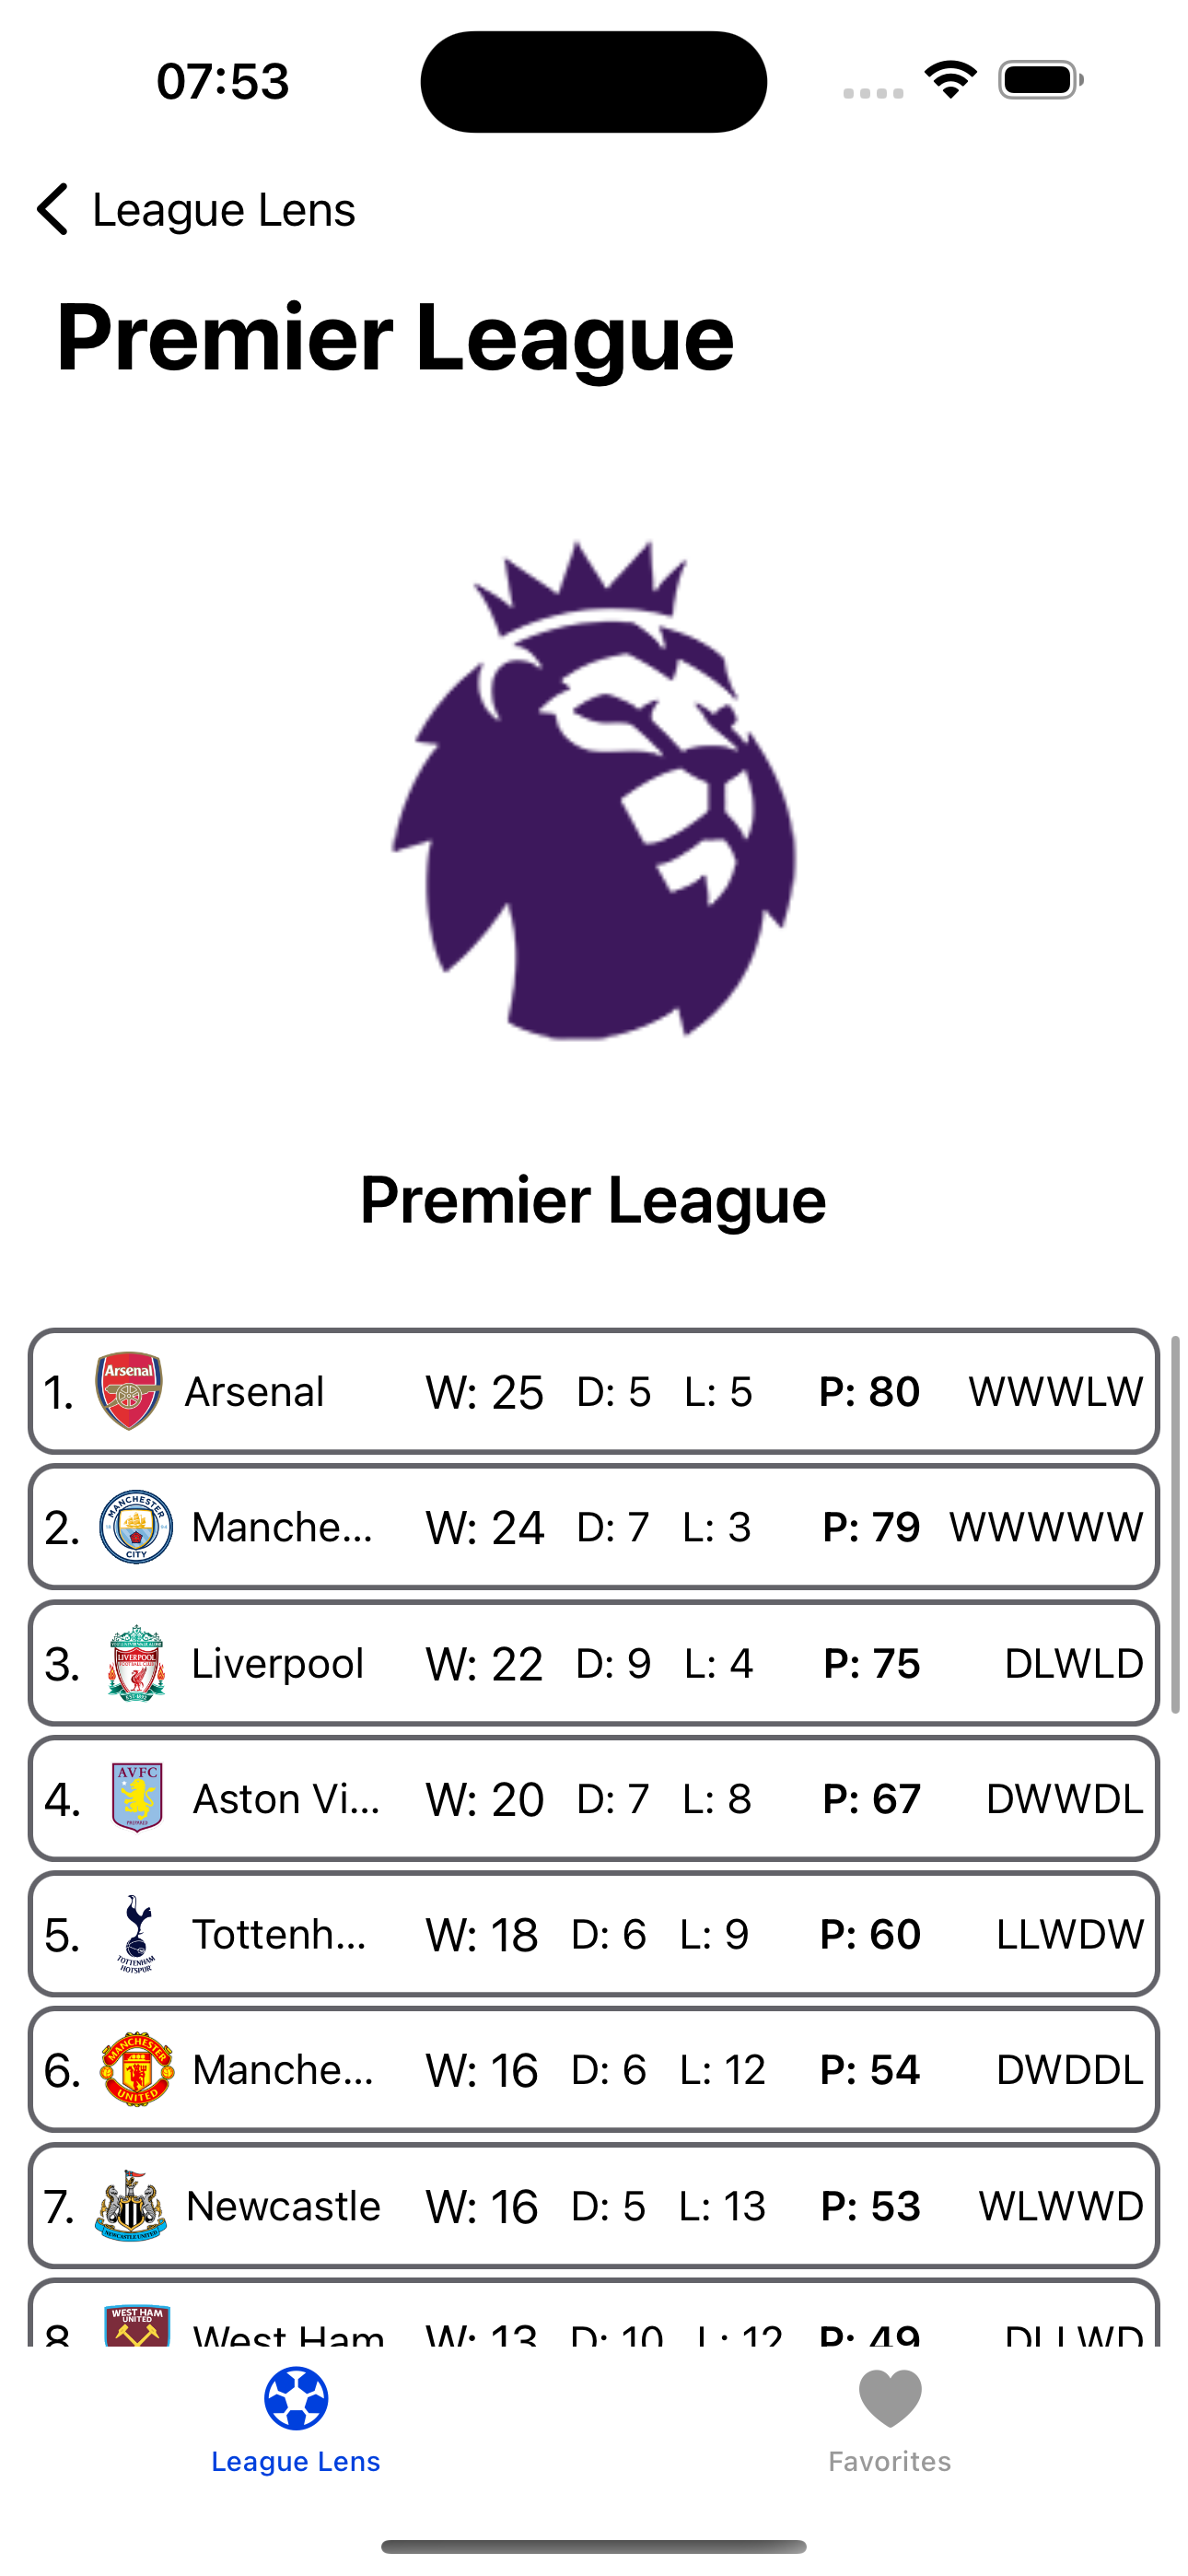 07:53
League Lens
Premier League
Premier League
1. Arsenal Arsenal W: 25 D: 5 L: 5 P: 80 WWWLW
2. MANCHESTER CITY Manche... W: 24 D: 7 L: 3 P: 79 WWWWW
3. LIVERPOOL Liverpool W: 22 D: 9 L: 4 P: 75 DLWLD
4. AVFC Aston Vi... W: 20 D: 7 L: 8 P: 67 DWWDL
5. TOTTENHAM HOTSPUR Tottenh... W: 18 D: 6 L: 9 P: 60 LLWDW
6. MANCHESTER UNITED Manche... W: 16 D: 6 L: 12 P: 54 DWDDL
7. NEWCASTLE UNITED Newcastle W: 16 D: 5 L: 13 P: 53 WLWWD
8 WEST HAM UNITED West Ham W: 13 D: 10 L: 12 P: 49 DLLWD
League Lens
Favorites